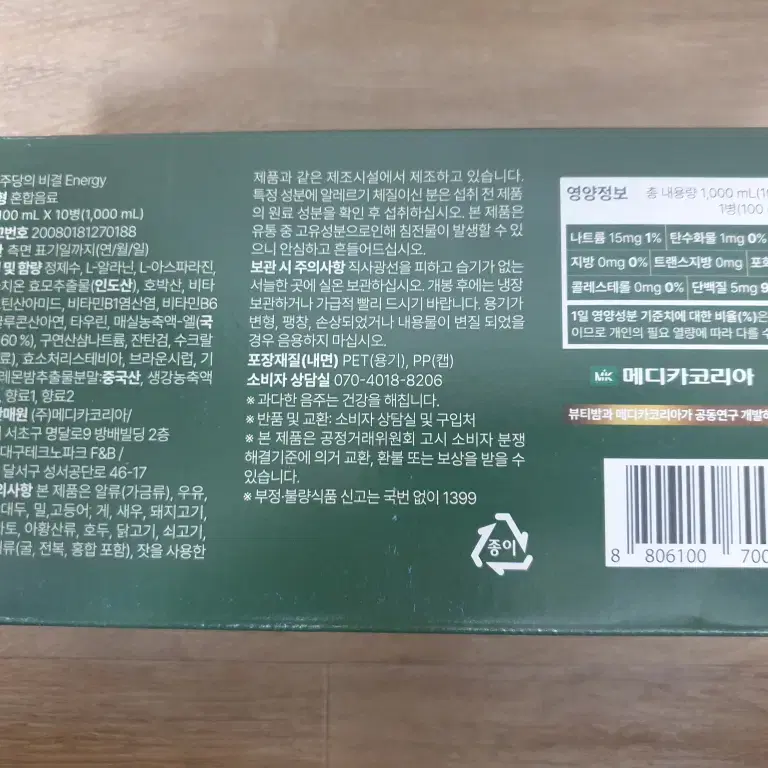 주당의 비결 Energy
형 혼합음료
100 mL X 10병(1,000 mL)
고번호 20080181270188
측면 표기일까지(연/월/일)
및 함량 정제수, L-알라닌, L-아스파라진,
치온 효모추출물(인도산), 호박산, 비타
틴산아미드, 비타민B1염산염, 비타민B6
글루콘산아연, 타우린, 매실농축액-엘(국
60 %), 구연산삼나트륨, 잔탄검, 수크랄
료), 효소처리스테비아, 브라운시럽, 기
레몬밤추출물분말:중국산, 생강농축액
, 향료1, 향료2
판매원 (주)메디카코리아/
서초구 명달로9 방배빌딩 2층
대구테크노파크 F&B /
달서구 성서공단로 46-17
의사항 본 제품은 알류(가금류), 우유,
대두, 밀, 고등어, 게, 새우, 돼지고기,
마토, 아황산류, 호두, 닭고기, 쇠고기,
류(굴, 전복, 홍합 포함), 잣을 사용한
제품과 같은 제조시설에서 제조하고 있습니다.
특정 성분에 알레르기 체질이신 분은 섭취 전 제품
의 원료 성분을 확인 후 섭취하십시오. 본 제품은
유통 중 고유성분으로인해 침전물이 발생할 수 있
으니 안심하고 흔들어드십시오.
보관 시 주의사항 직사광선을 피하고 습기가 없는
서늘한 곳에 실온 보관하십시오. 개봉 후에는 냉장
보관하거나 가급적 빨리 드시기 바랍니다. 용기가
변형, 팽창, 손상되었거나 내용물이 변질 되었을
경우 음용하지 마십시오.
포장재질(내면) PET(용기), PP(캡)
소비자 상담실 070-4018-8206
※ 과다한 음주는 건강을 해칩니다.
※ 반품 및 교환: 소비자 상담실 및 구입처
※ 본 제품은 공정거래위원회 고시 소비자 분쟁
해결기준에 의거 교환, 환불 또는 보상을 받을 수
있습니다.
※ 부정·불량식품 신고는 국번 없이 1399
종이
영양정보 총 내용량 1,000 mL(10
1병(100
나트륨 15mg 1% 탄수화물 1mg 0%
지방 0mg 0% 트랜스지방 0mg 포화
콜레스테롤 0mg 0% 단백질 5mg 9
1일 영양성분 기준치에 대한 비율(%)은
이므로 개인의 필요 열량에 따라 다를 수
MK 메디카코리아
뷰티밤과 메디카코리아가 공동연구 개발하
8 806100 700